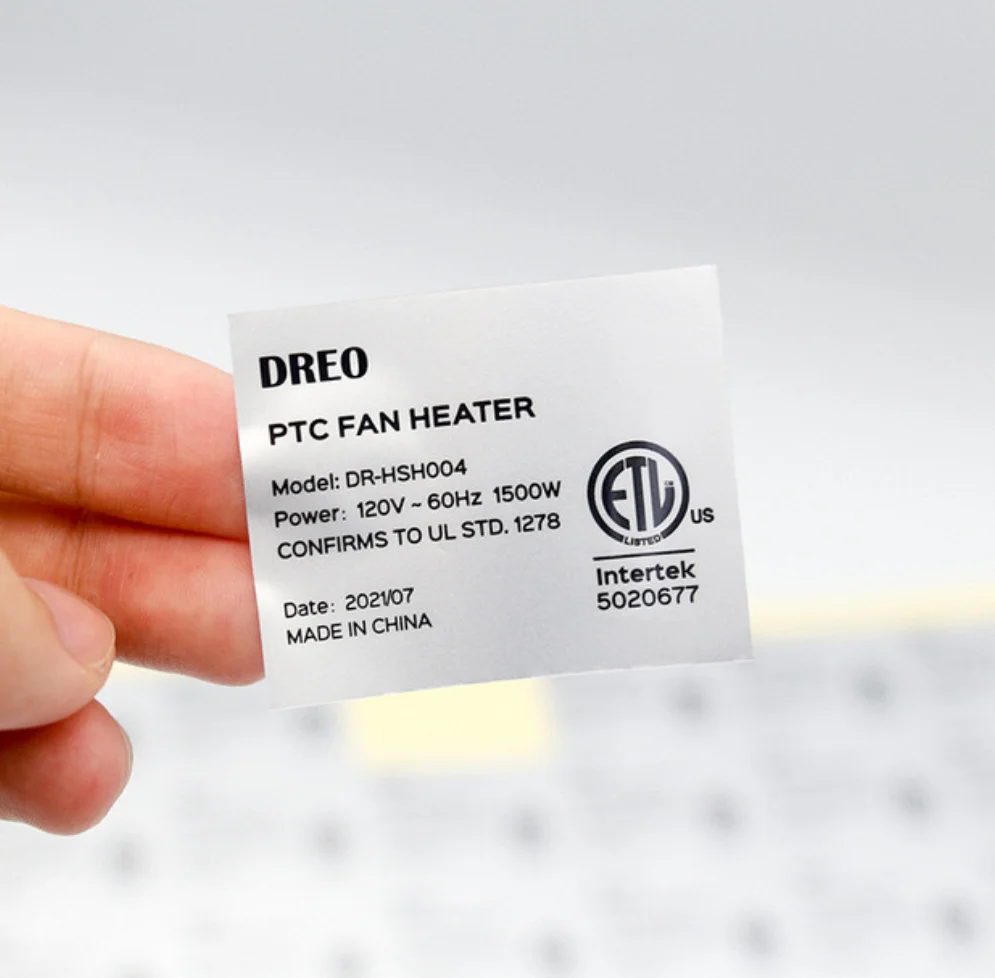 DREO
PTC FAN HEATER
Model: DR-HSH004
Power: 120V ~ 60Hz 1500W
CONFIRMS TO UL STD. 1278
Date: 2021/07
MADE IN CHINA
ETL
LISTED
US
Intertek
5020677